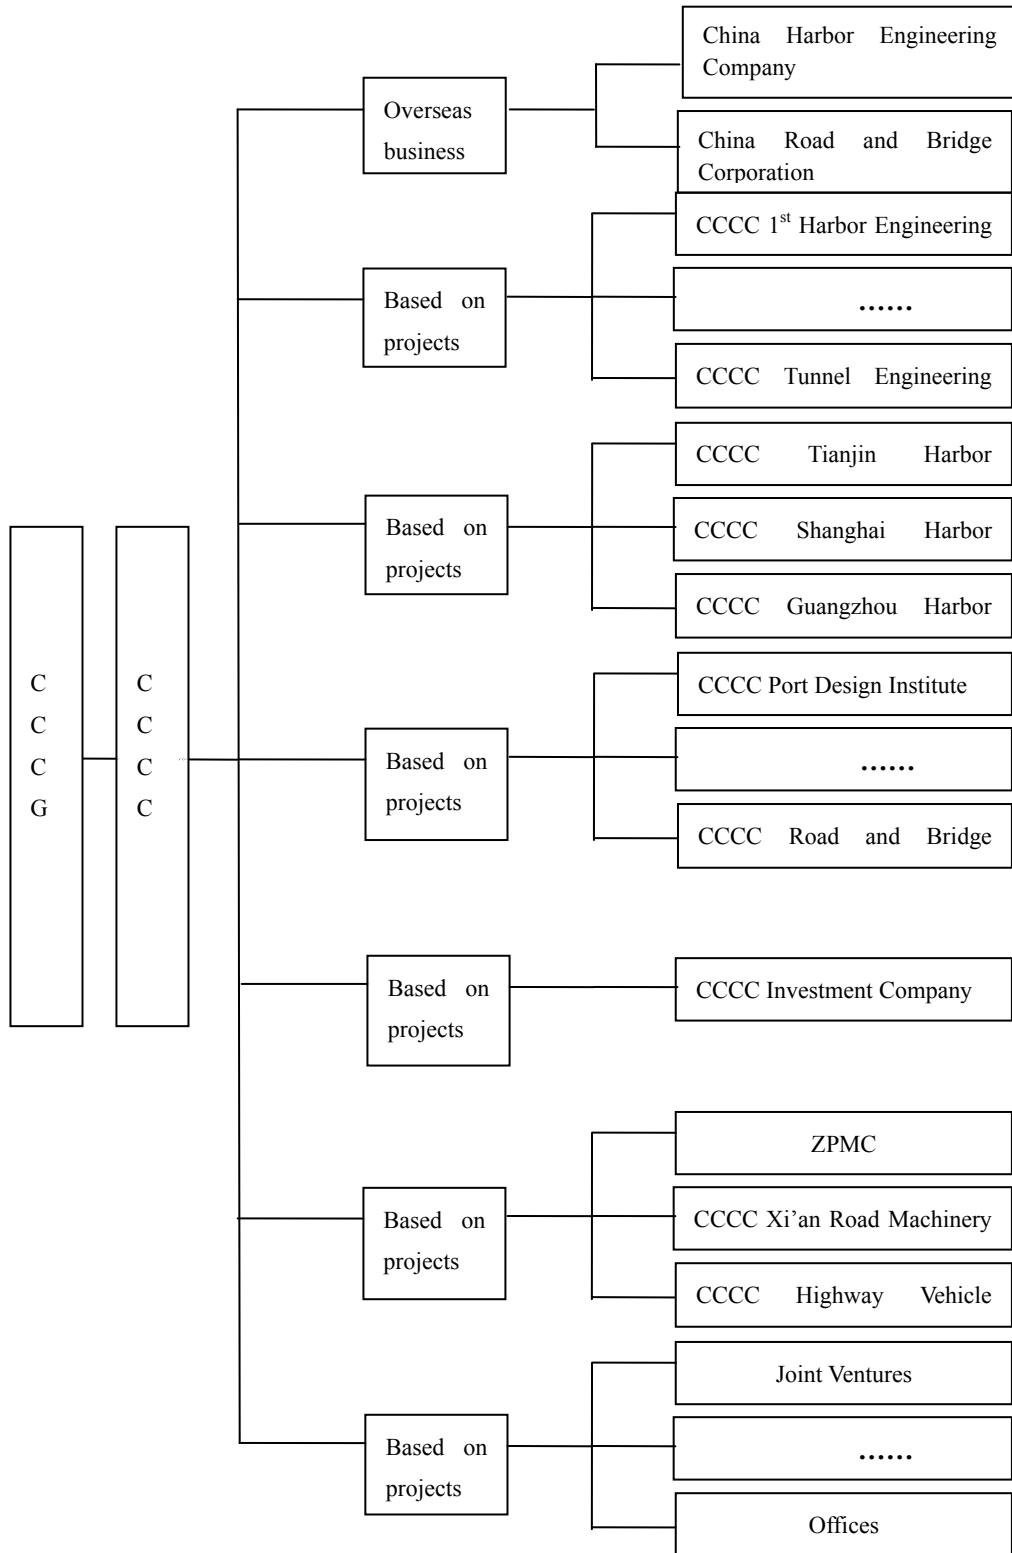 China Harbor Engineering
Company
Overseas
business
China Road and Bridge
Corporation
CCCC 1st Harbor Engineering
Based on
projects
......
CCCC Tunnel Engineering
CCCC Tianjin Harbor
Based on
projects
CCCC Shanghai Harbor
CCCC Guangzhou Harbor
C
C
C
G
C
C
C
C
CCCC Port Design Institute
Based on
projects
......
CCCC Road and Bridge
Based on
projects
CCCC Investment Company
ZPMC
Based on
projects
CCCC Xi’an Road Machinery
CCCC Highway Vehicle
Joint Ventures
Based on
projects
......
Offices